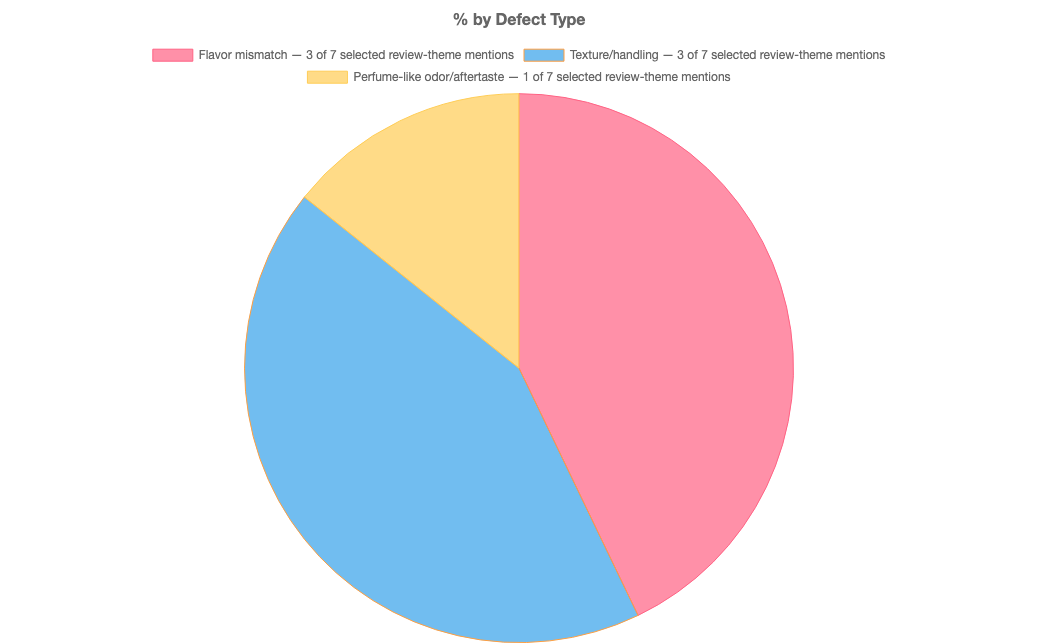 % by Defect Type
Flavor mismatch — 3 of 7 selected review-theme mentions Texture/handling — 3 of 7 selected review-theme mentions
Perfume-like odor/aftertaste — 1 of 7 selected review-theme mentions